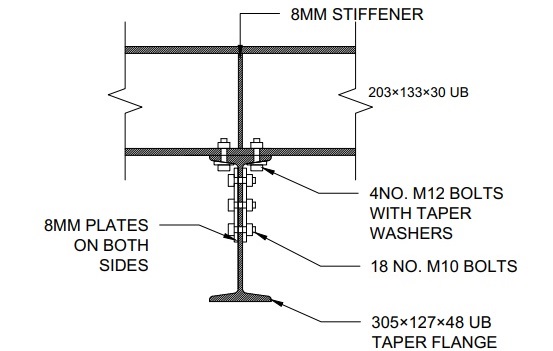 8MM STIFFENER
203×133×30 UB
4NO. M12 BOLTS
WITH TAPER
WASHERS
8MM PLATES
ON BOTH
SIDES
18 NO. M10 BOLTS
305×127×48 UB
TAPER FLANGE